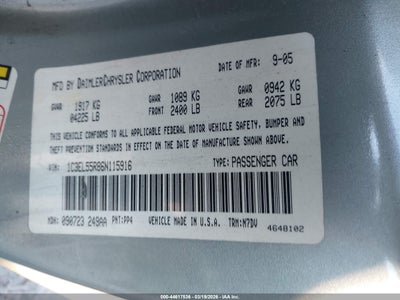 MFD BY DAIMLERCHRYSLER CORPORATION
DATE OF MFR 9-05
GVWR 1917 KG GAWR 1089 KG GAWR 0942 KG
04225 LB FRONT 2400 LB REAR 2075 LB
THIS VEHICLE CONFORMS TO ALL APPLICABLE FEDERAL MOTOR VEHICLE SAFETY, BUMPER AND
THEFT PREVENTION STANDARDS IN EFFECT ON THE DATE OF MANUFACTURE SHOWN ABOVE.
VIN: 1C3EL55R86N115916 TYPE: PASSENGER CAR
MDH: 090723 249AA PNT: PP4 VEHICLE MADE IN U.S.A. TRM: N7DV
4648102
000-44617536 - 03/19/2026 - IAA, LLC